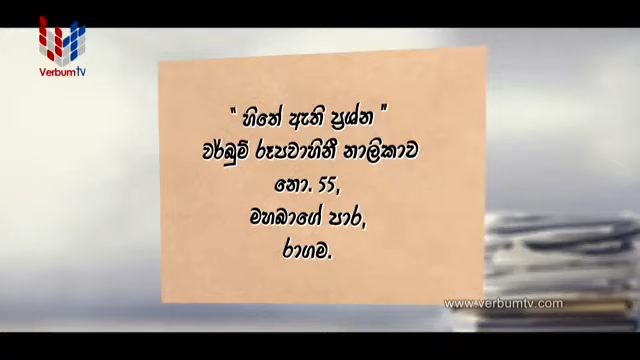 VerbumTV
" හිතේ ඇති ප්‍රශ්න "
වර්බුම් රූපවාහිනී නාලිකාව
නො. 55,
මහබාගේ පාර,
රාගම.
www.verbumtv.com